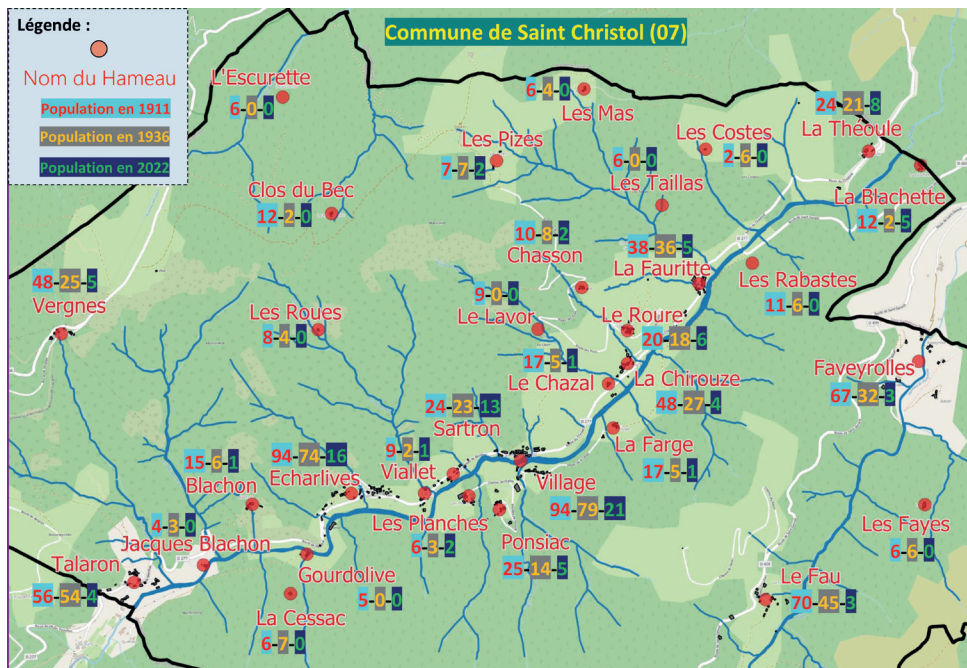 Légende :
Commune de Saint Christol (07)
Nom du Hameau
Population en 1911
Population en 1936
Population en 2022
L'Escurette
6-0-0
6-4-0
Les Mas
24-21-8
La Théoule
Les Costes
2-6-0
Les Pizes
7-7-2
6-0-0
Les Taillas
La Blachette
12-2-5
Clos du Bec
12-2-0
10-8-2
Chasson
38-36-5
La Fauritte
Les Rabastes
11-6-0
48-25-5
Vergnes
9-0-0
Le Lavor
Les Roues
8-4-0
Le Roure
20-18-6
17-5-1
Le Chazal
La Chirouze
48-27-4
Faveyrolles
67-32-3
24-23-13
Sartron
La Farge
17-5-1
15-6-1
Blachon
94-74-16
Echarlives
9-2-1
Viallet
Village
94-79-21
Les Planches
6-3-2
Ponsiac
25-14-5
Les Fayes
6-6-0
4-3-0
Jacques Blachon
Talaron
56-54-4
Gourdolive
5-0-0
La Cessac
6-7-0
Le Fau
70-45-3